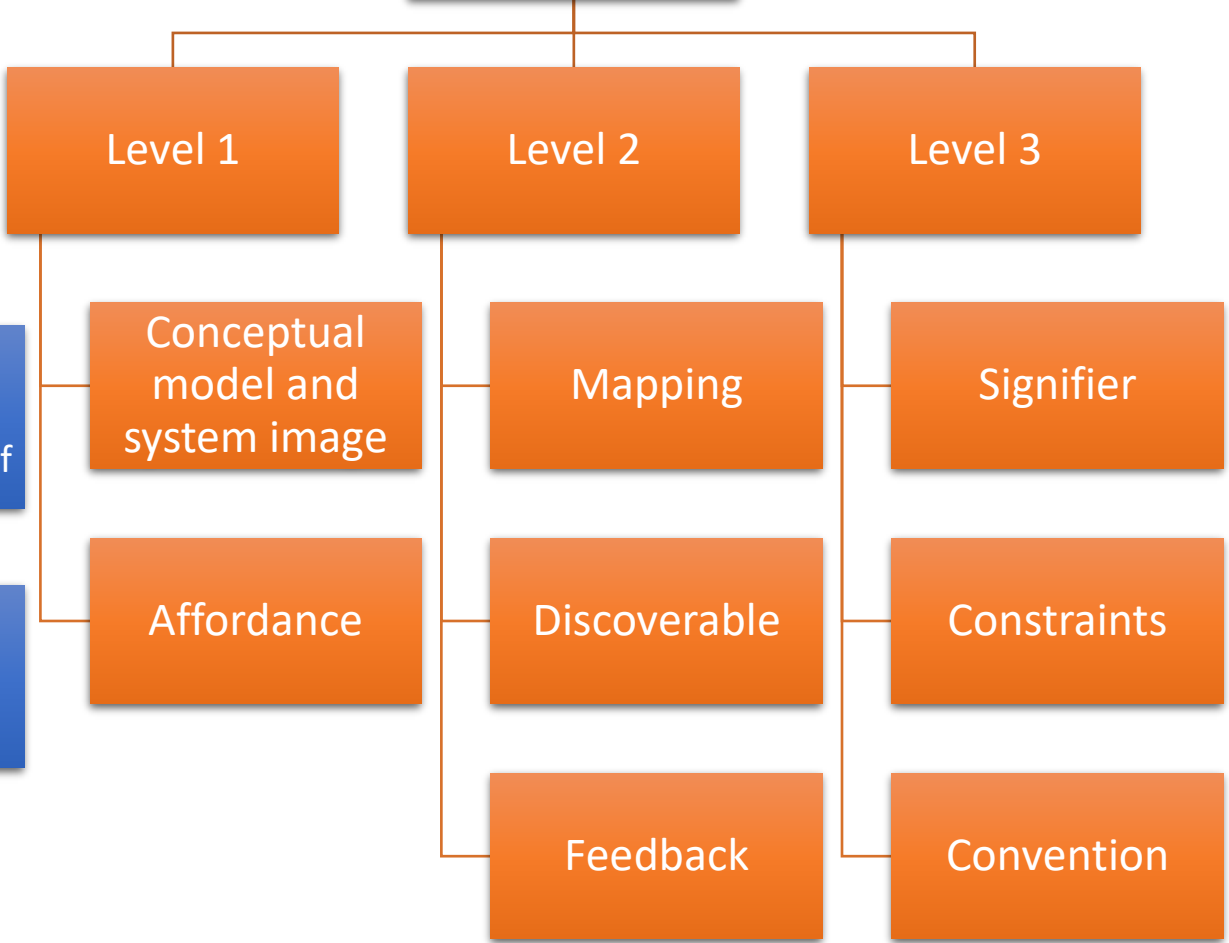 Level 1
Level 2
Level 3
Conceptual
model and
system image
Mapping
Signifier
f
Affordance
Discoverable
Constraints
Feedback
Convention